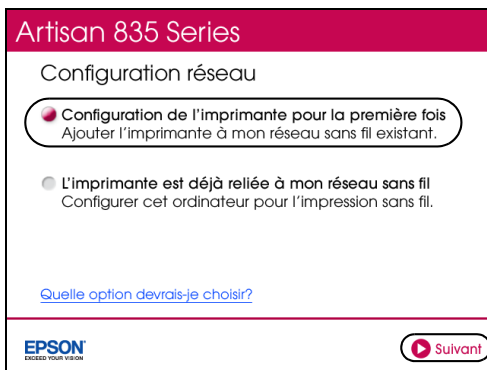 Artisan 835 Series
Configuration réseau
Configuration de l'imprimante pour la première fois
Ajouter l'imprimante à mon réseau sans fil existant.
L'imprimante est déjà reliée à mon réseau sans fil
Configurer cet ordinateur pour l'impression sans fil.
Quelle option devrais-je choisir?
EPSON
EXCEED YOUR VISION
Suivant